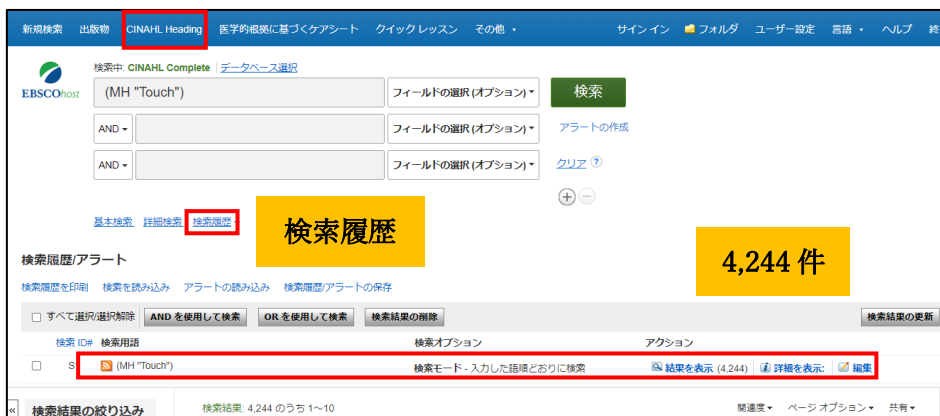 新規検索 出版物 CINAHL Heading 医学的根拠に基づくケアシート クイック レッスン その他 サインイン フォルダ ユーザー設定 言語 ヘルプ
検索中: CINAHL Complete データベース選択
EBSCOhost (MH "Touch") フィールドの選択 (オプション) 検索
AND フィールドの選択 (オプション) アラートの作成
AND フィールドの選択 (オプション) クリア ?
基本検索 詳細検索 検索履歴
検索履歴
4,244 件
検索履歴/アラート
検索履歴を印刷 検索を読み込み アラートの読み込み 検索履歴/アラートの保存
すべて選択/選択解除 AND を使用して検索 OR を使用して検索 検索結果の削除 検索結果の更新
検索 ID# 検索用語 検索オプション アクション
S (MH "Touch") 検索モード - 入力した語順どおりに検索 結果を表示 (4,244) 詳細を表示: 編集
« 検索結果の絞り込み 検索結果: 4,244 のうち 1～10 関連度 ページ オプション 共有